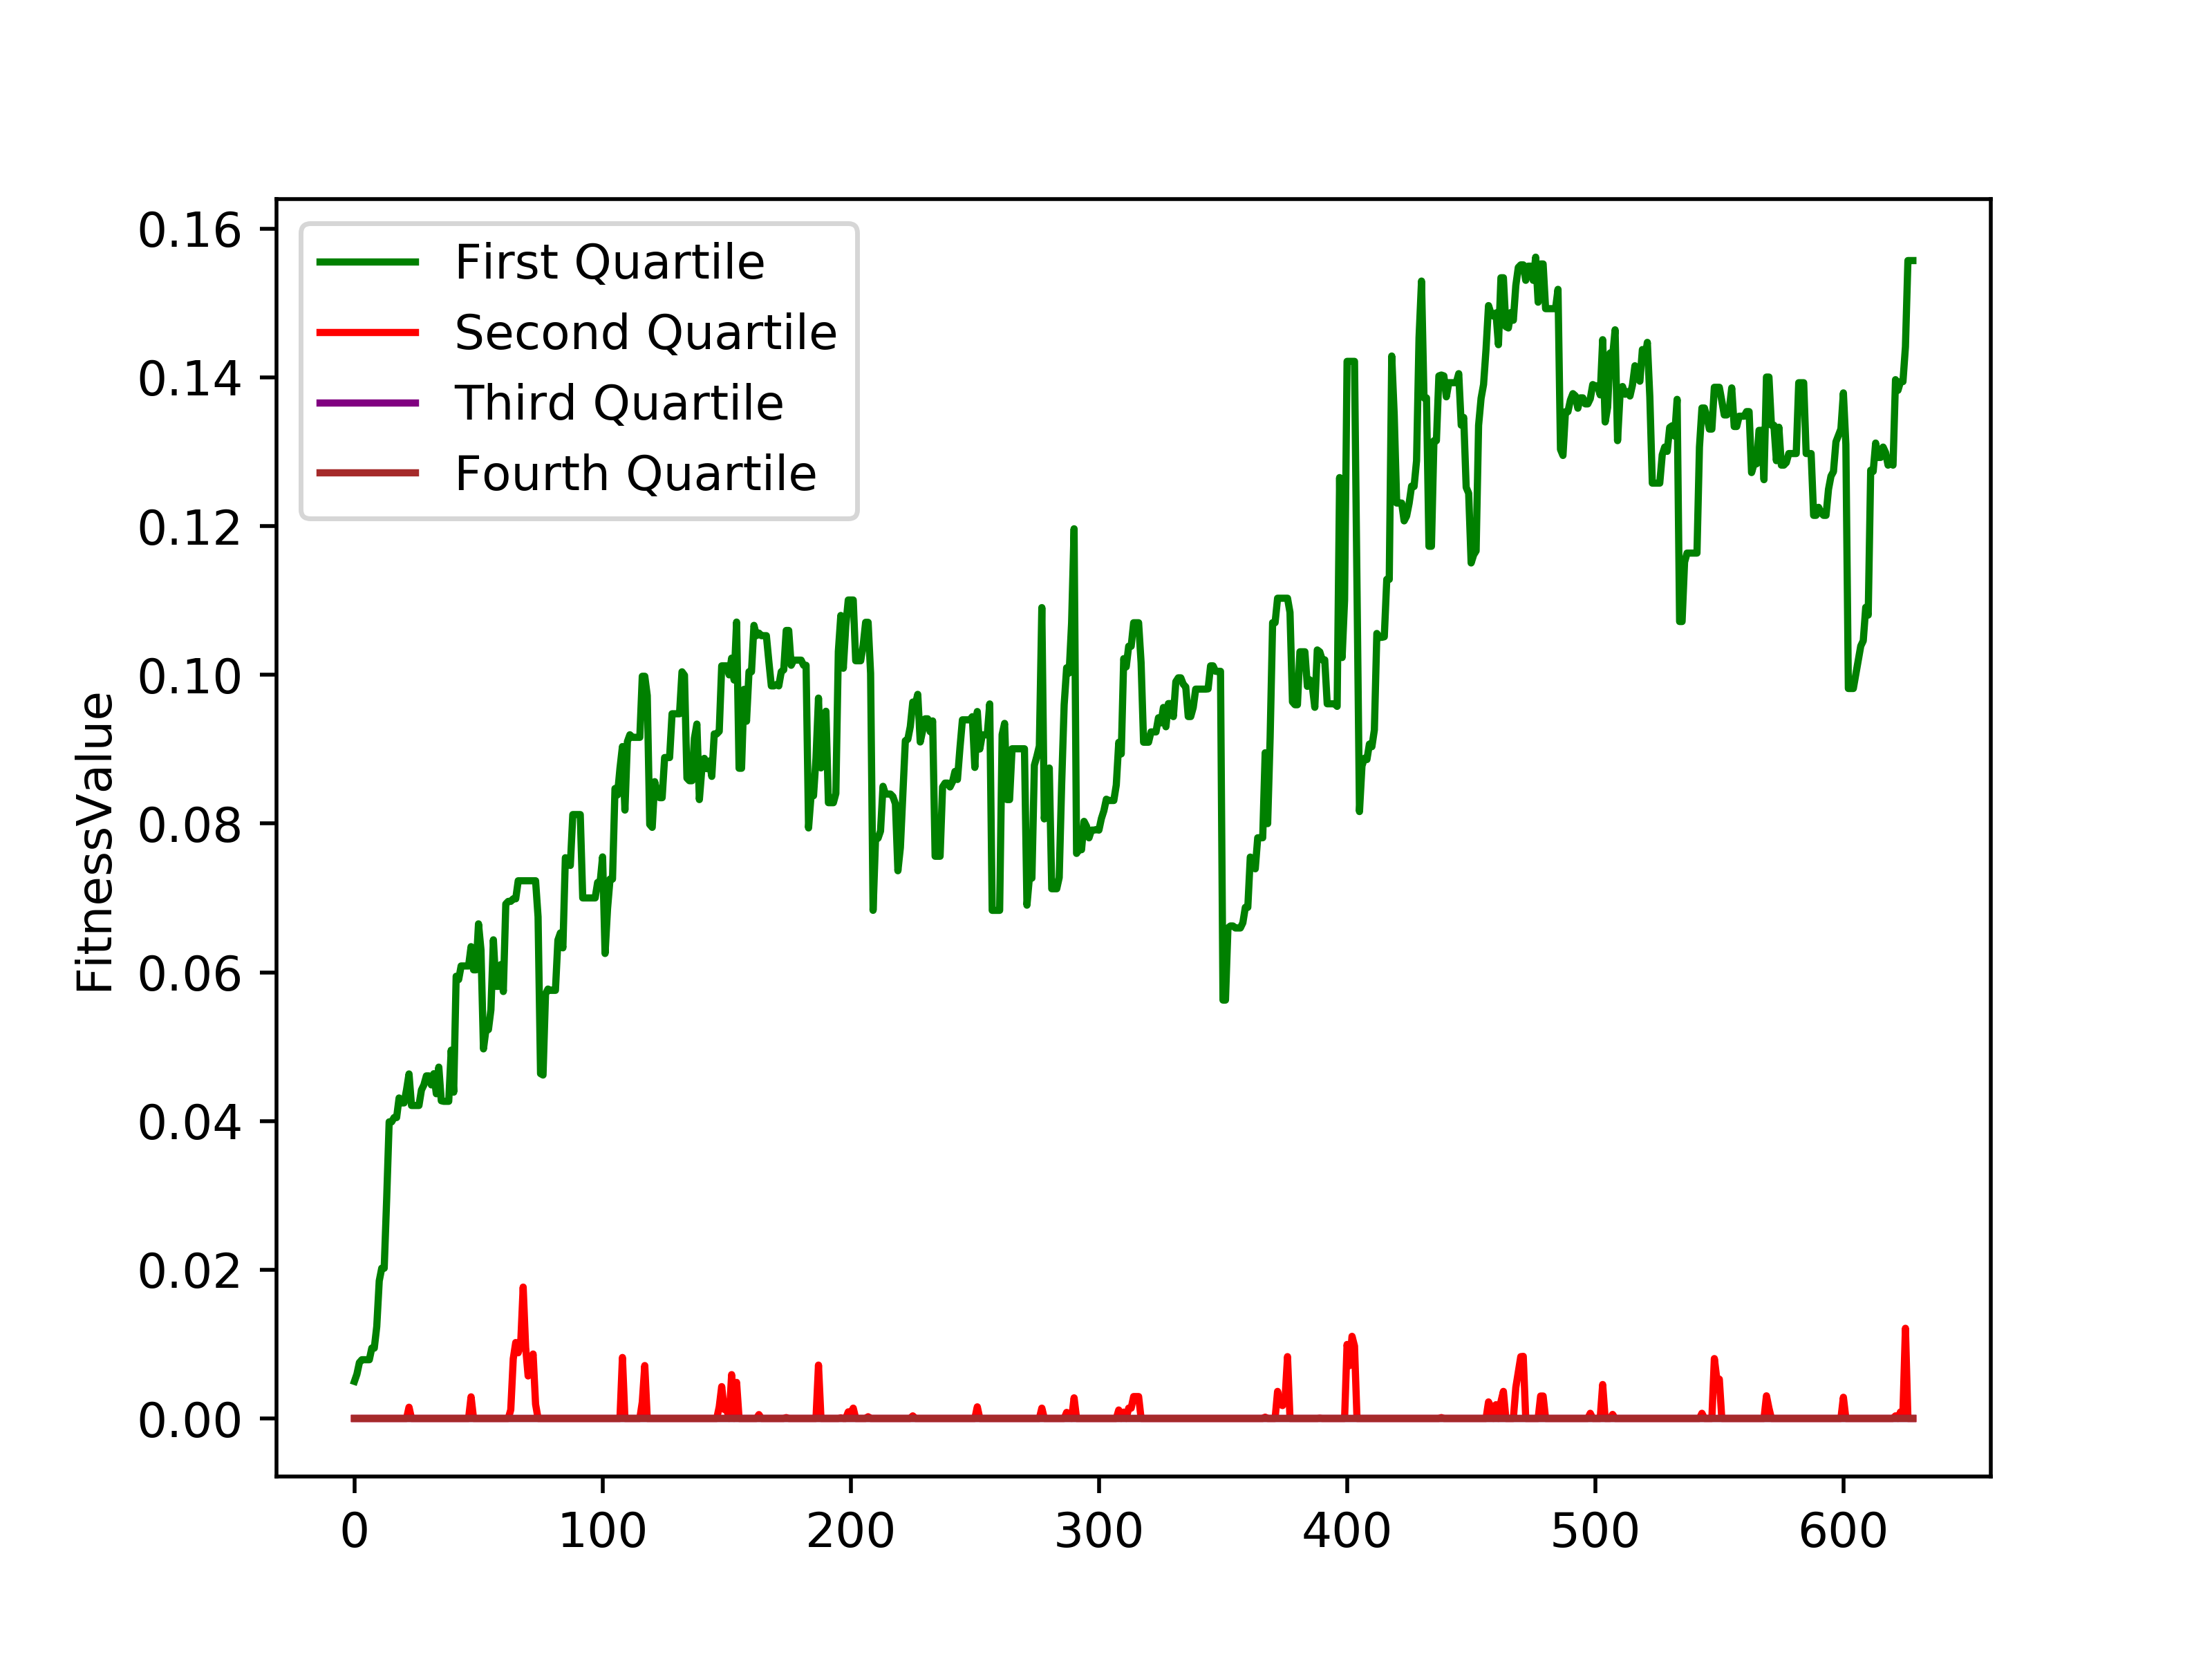 0.16
0.14
0.12
0.10
0.08
0.06
0.04
0.02
0.00
FitnessValue
First Quartile
Second Quartile
Third Quartile
Fourth Quartile
0 100 200 300 400 500 600